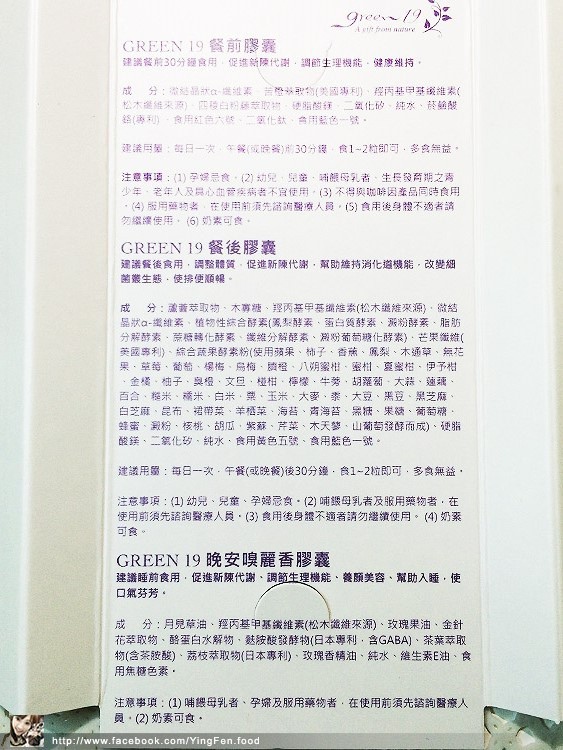 green 19
A gift from nature
GREEN 19 餐前膠囊
建議餐前30分鐘食用，促進新陳代謝，調節生理機能，健康維持。
成　分：微結晶狀α-纖維素、苦橙萃取物(美國專利)、羥丙基甲基纖維素(
松木纖維來源)、四稜白粉藤萃取物、硬脂酸鎂、二氧化矽、純水、菸鹼酸
鉻(專利)、食用紅色六號、二氧化鈦、食用藍色一號。
建議用量：每日一次，午餐(或晚餐)前30分鐘，食1~2粒即可，多食無益。
注意事項：(1) 孕婦忌食。(2) 幼兒、兒童、哺餵母乳者、生長發育期之青
少年、老年人及具心血管疾病者不宜使用。(3) 不得與咖啡因產品同時食用
。(4) 服用藥物者，在使用前須先諮詢醫療人員。(5) 食用後身體不適者請
勿繼續使用。 (6) 奶素可食。
GREEN 19 餐後膠囊
建議餐後食用，調整體質，促進新陳代謝，幫助維持消化道機能，改變細
菌叢生態，使排便順暢。
成　分：蘆薈萃取物、木寡糖、羥丙基甲基纖維素(松木纖維來源)、微結
晶狀α-纖維素、植物性綜合酵素(鳳梨酵素、蛋白質酵素、澱粉酵素、脂肪
分解酵素、蔗糖轉化酵素、纖維分解酵素、澱粉葡萄糖化酵素)、芒果纖維(
美國專利)、綜合蔬果酵素粉(使用蘋果、柿子、香蕉、鳳梨、木通草、無花
果、草莓、葡萄、楊梅、烏梅、臍橙、八朔蜜柑、蜜柑、夏蜜柑、伊予柑
、金橘、柚子、臭橙、文旦、椪柑、檸檬、牛蒡、胡蘿蔔、大蒜、蓮藕、
百合、糙米、糯米、白米、粟、玉米、大麥、黍、大豆、黑豆、黑芝麻、
白芝麻、昆布、裙帶菜、羊栖菜、海苔、青海苔、黑糖、果糖、葡萄糖、
蜂蜜、澱粉、核桃、胡瓜、紫蘇、芹菜、木天蓼、山葡萄發酵而成)、硬脂
酸鎂、二氧化矽、純水、食用黃色五號、食用藍色一號。
建議用量：每日一次，午餐(或晚餐)後30分鐘，食1~2粒即可，多食無益。
注意事項：(1) 幼兒、兒童、孕婦忌食。(2) 哺餵母乳者及服用藥物者，在
使用前須先諮詢醫療人員。(3) 食用後身體不適者請勿繼續使用。 (4) 奶素
可食。
GREEN 19 晚安嗅麗香膠囊
建議睡前食用，促進新陳代謝、調節生理機能、養顏美容、幫助入睡，使
口氣芬芳。
成　分：月見草油、羥丙基甲基纖維素(松木纖維來源)、玫瑰果油、金針
花萃取物、酪蛋白水解物、麩胺酸發酵物(日本專利，含GABA)、茶葉萃取
物(含茶胺酸)、荔枝萃取物(日本專利)、玫瑰香精油、純水、維生素E油、食
用焦糖色素。
注意事項：(1) 哺餵母乳者、孕婦及服用藥物者，在使用前須先諮詢醫療人
員。(2) 奶素可食。
http://www.facebook.com/YingFen.food